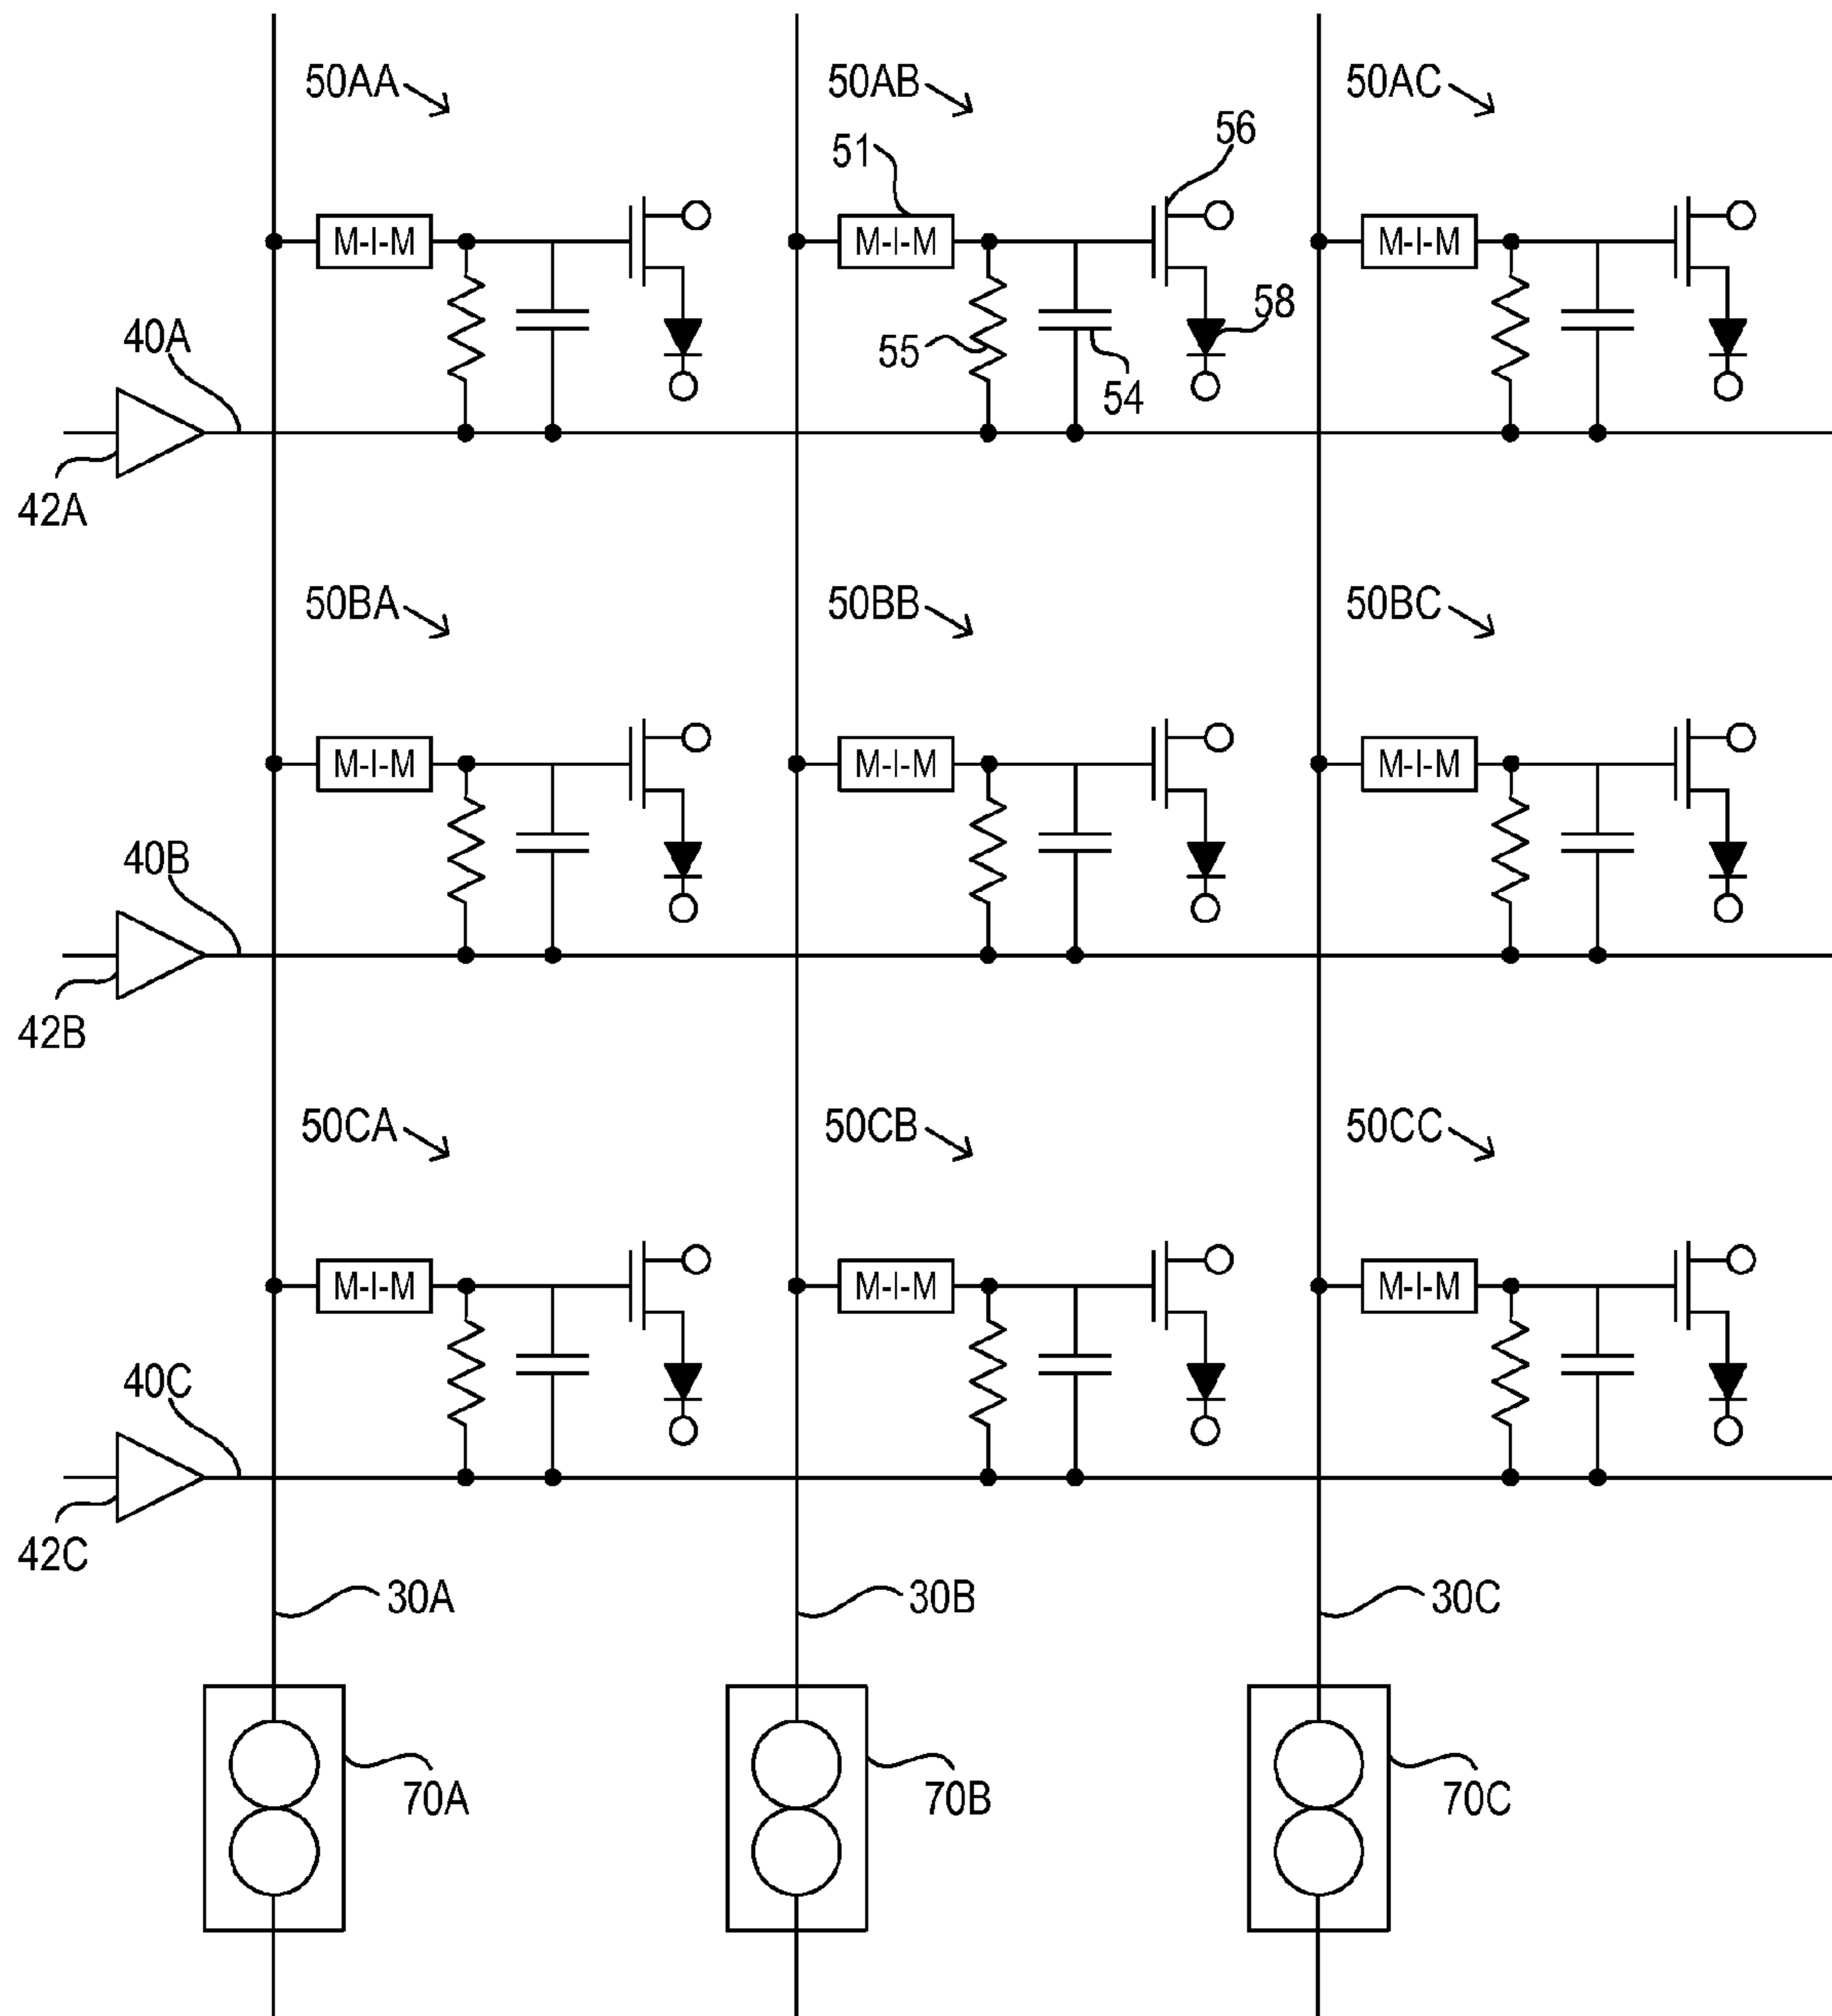 50AA 50AB 50AC
56
51
M-I-M M-I-M M-I-M
58
40A
55
54
42A
50BA 50BB 50BC
M-I-M M-I-M M-I-M
40B
42B
50CA 50CB 50CC
M-I-M M-I-M M-I-M
40C
42C
30A 30B 30C
70A 70B 70C